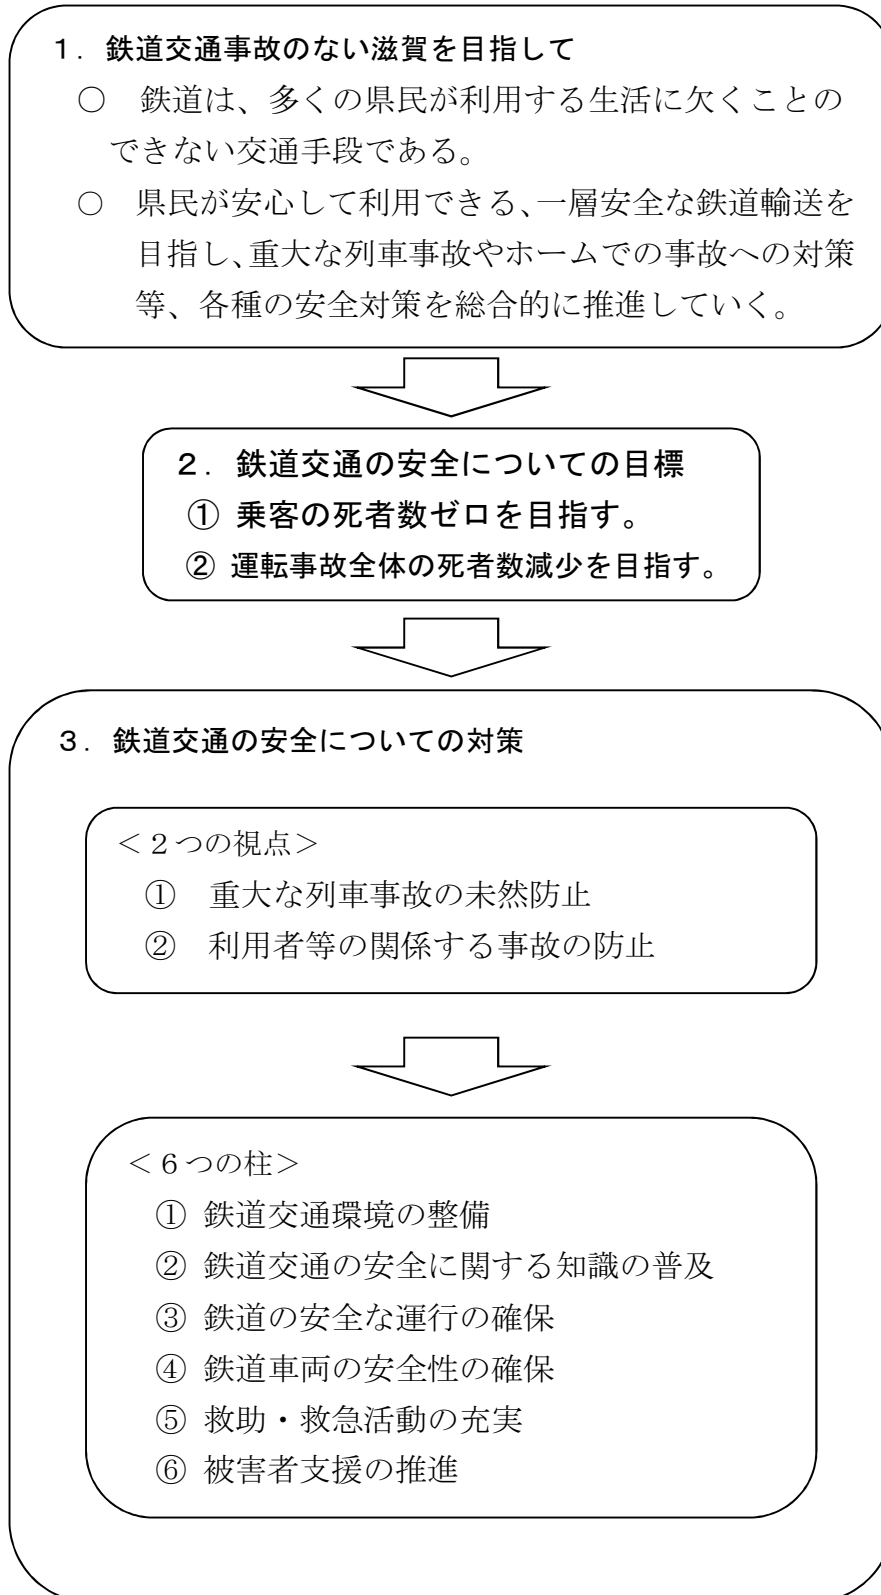 １．鉄道交通事故のない滋賀を目指して
○　鉄道は、多くの県民が利用する生活に欠くことの
できない交通手段である。
○　県民が安心して利用できる、一層安全な鉄道輸送を
目指し、重大な列車事故やホームでの事故への対策
等、各種の安全対策を総合的に推進していく。
２．鉄道交通の安全についての目標
① 乗客の死者数ゼロを目指す。
② 運転事故全体の死者数減少を目指す。
３．鉄道交通の安全についての対策
＜２つの視点＞
①　重大な列車事故の未然防止
②　利用者等の関係する事故の防止
＜６つの柱＞
① 鉄道交通環境の整備
② 鉄道交通の安全に関する知識の普及
③ 鉄道の安全な運行の確保
④ 鉄道車両の安全性の確保
⑤ 救助・救急活動の充実
⑥ 被害者支援の推進